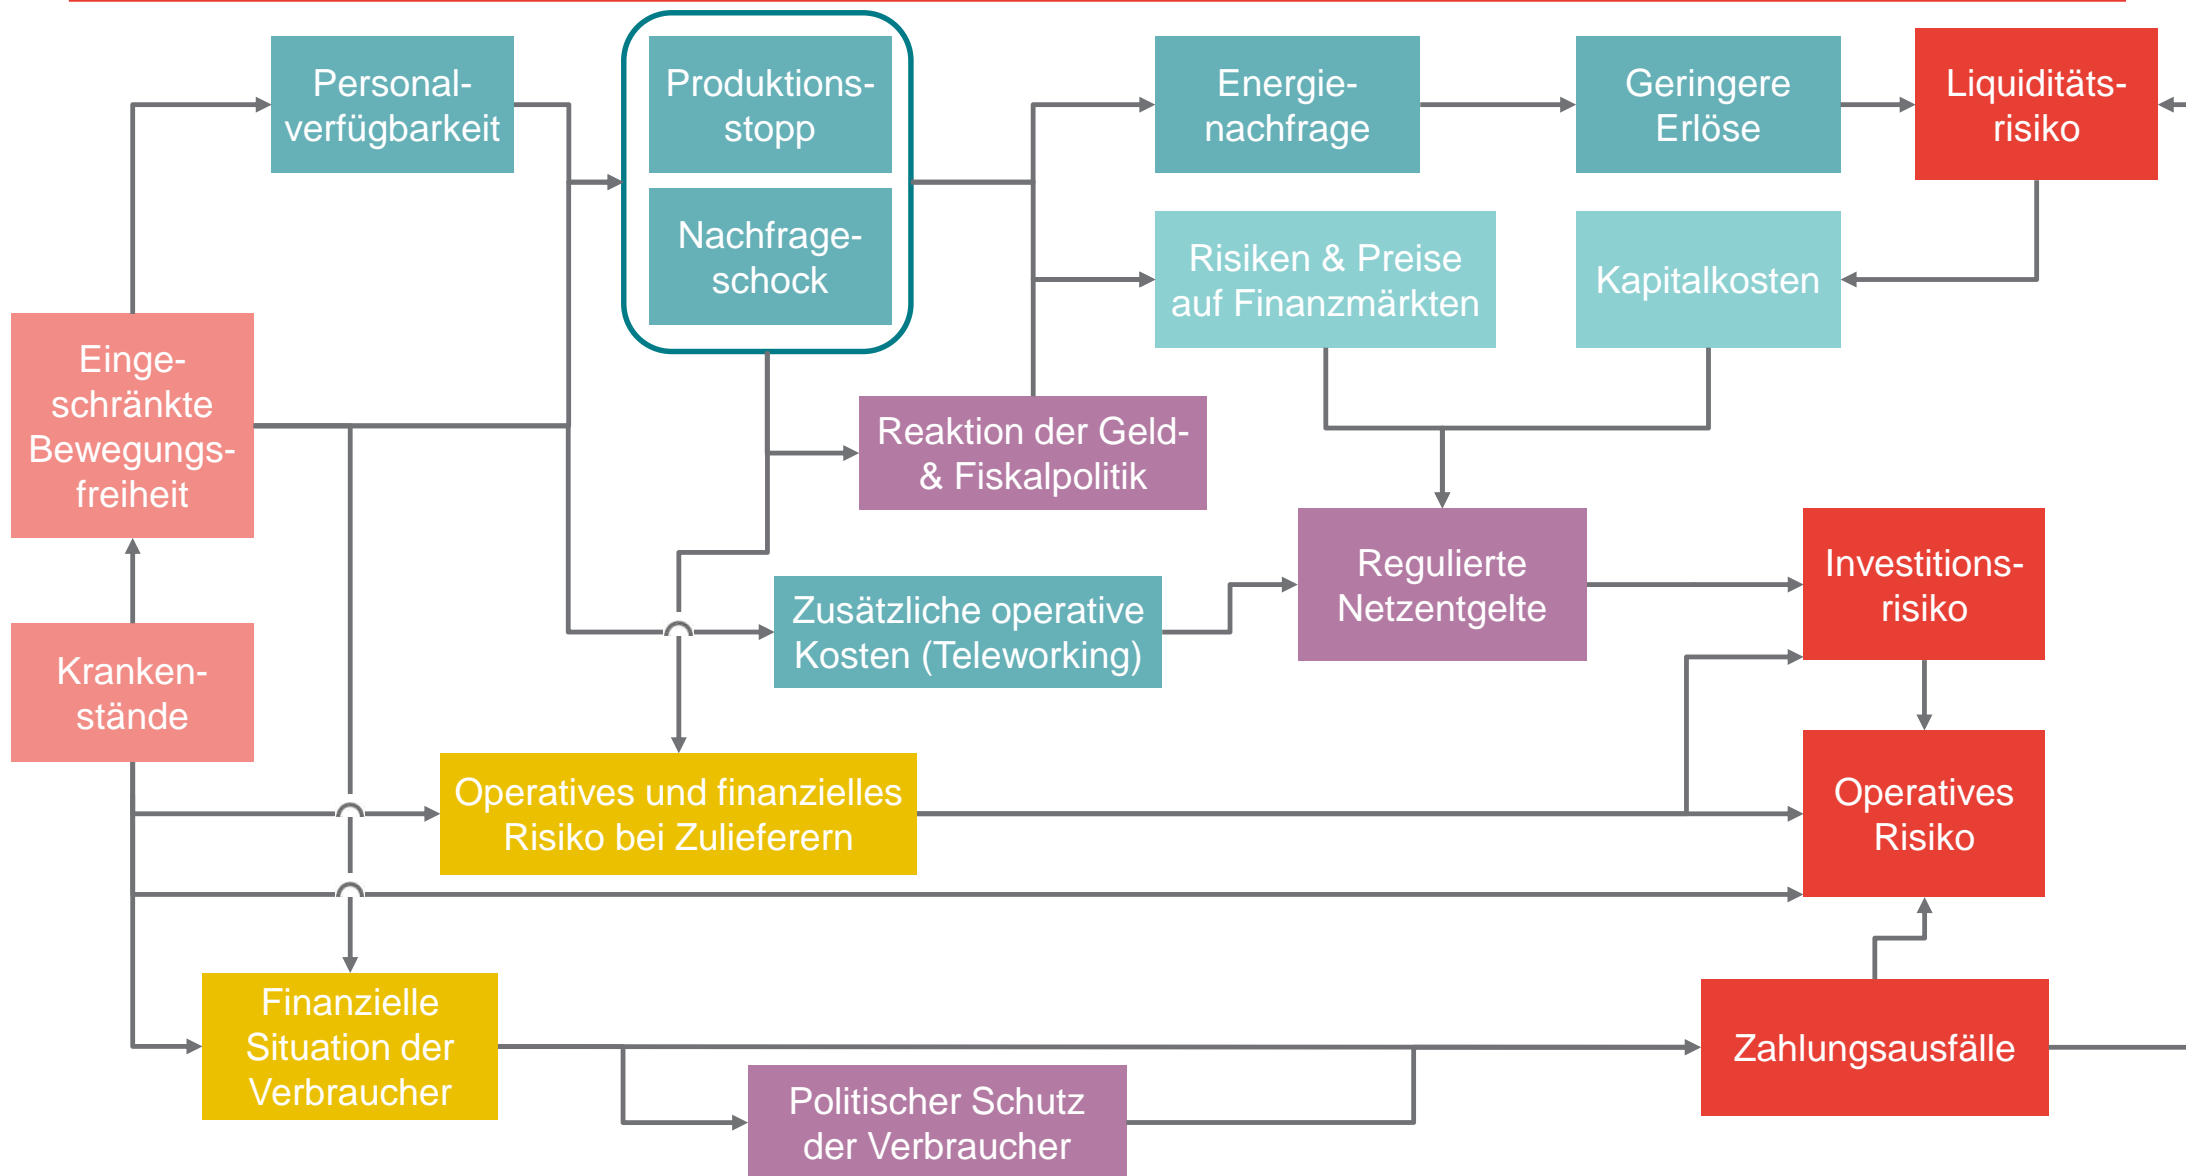 Personal-
verfügbarkeit
Produktions-
stopp
Nachfrage-
schock
Energie-
nachfrage
Geringere
Erlöse
Liquiditäts-
risiko
Risiken & Preise
auf Finanzmärkten
Kapitalkosten
Einge-
schränkte
Bewegungs-
freiheit
Reaktion der Geld-
& Fiskalpolitik
Regulierte
Netzentgelte
Investitions-
risiko
Zusätzliche operative
Kosten (Teleworking)
Kranken-
stände
Operatives und finanzielles
Risiko bei Zulieferern
Operatives
Risiko
Finanzielle
Situation der
Verbraucher
Zahlungsausfälle
Politischer Schutz
der Verbraucher